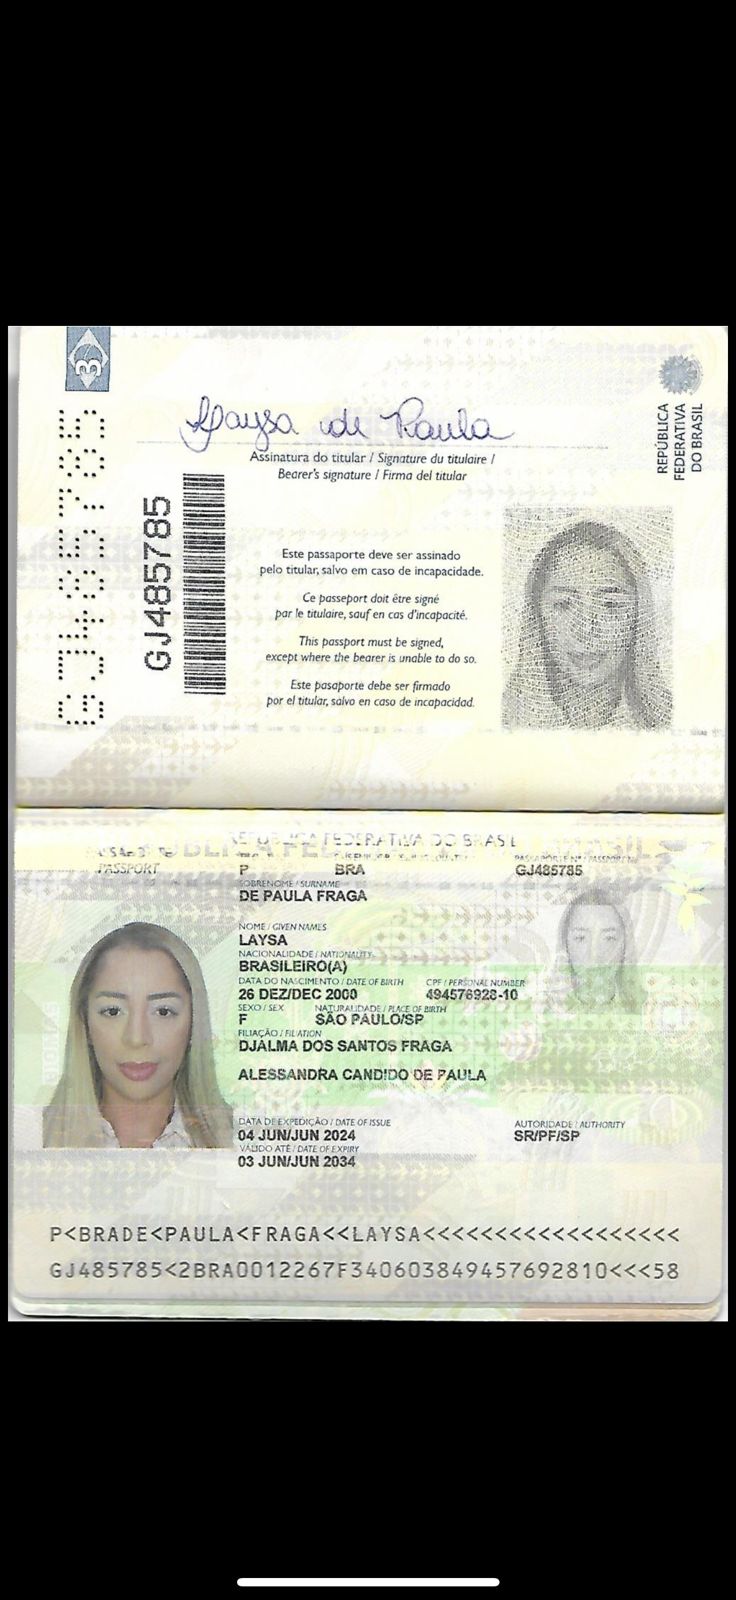 3
GJ485785
GJ485785
REPÚBLICA
FEDERATIVA
DO BRASIL
Laysa de Paula
Assinatura do titular / Signature du titulaire /
Bearer's signature / Firma del titular
Este passaporte deve ser assinado
pelo titular, salvo em caso de incapacidade.
Ce passeport doit être signé
par le titulaire, sauf en cas d'incapacité.
This passport must be signed,
except where the bearer is unable to do so.
Este pasaporte debe ser firmado
por el titular, salvo en caso de incapacidad.
REPÚBLICA FEDERATIVA DO BRASIL
PASSPORT
P BRA GJ485785
SOBRENOME / SURNAME
DE PAULA FRAGA
NOME / GIVEN NAMES
LAYSA
NACIONALIDADE / NATIONALITY
BRASILEIRO(A)
DATA DO NASCIMENTO / DATE OF BIRTH CPF / PERSONAL NUMBER
26 DEZ/DEC 2000 494576928-10
SEXO / SEX NATURALIDADE / PLACE OF BIRTH
F SÃO PAULO/SP
FILIAÇÃO / FILIATION
DJALMA DOS SANTOS FRAGA
ALESSANDRA CANDIDO DE PAULA
DATA DE EXPEDIÇÃO / DATE OF ISSUE AUTORIDADE / AUTHORITY
04 JUN/JUN 2024 SR/PF/SP
VÁLIDO ATÉ / DATE OF EXPIRY
03 JUN/JUN 2034
P<BRADE<PAULA<FRAGA<<LAYSA<<<<<<<<<<<<<<<<<<
GJ485785<2BRA0012267F340603849457692810<<<58